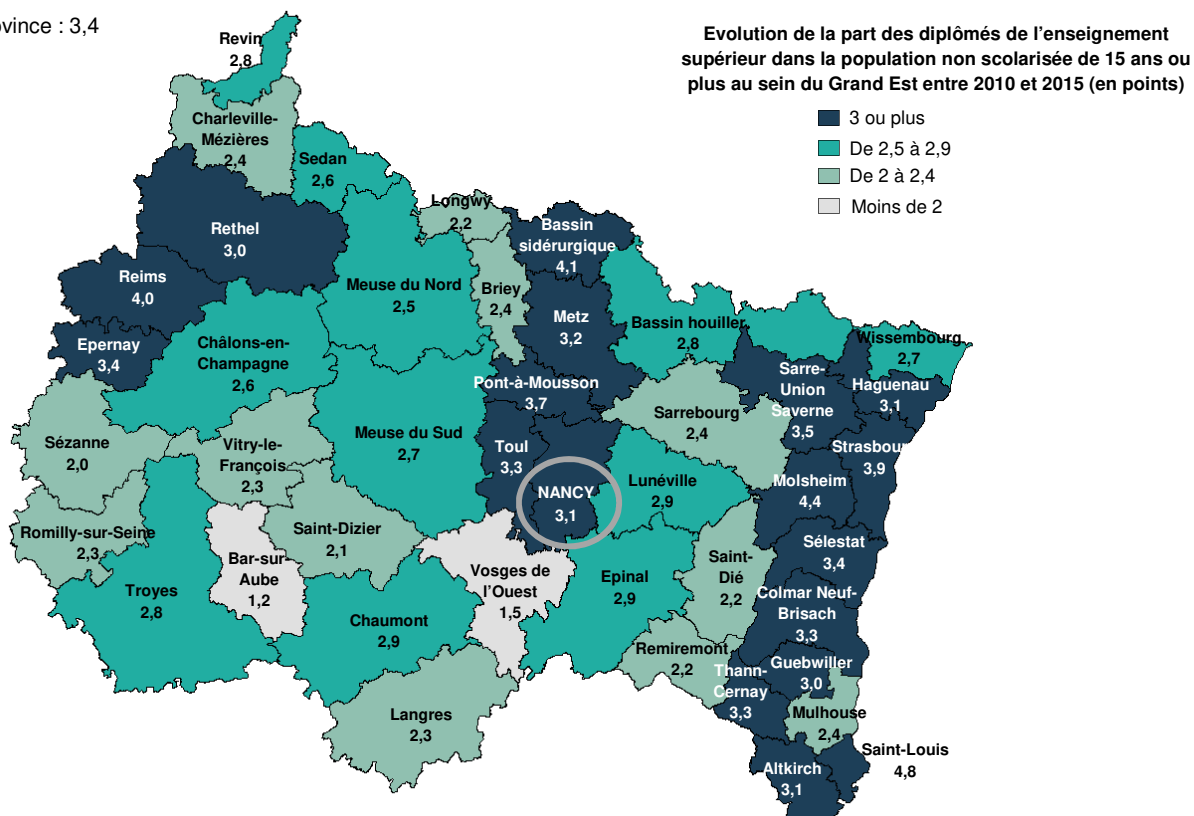 ovince : 3,4
Evolution de la part des diplômés de l’enseignement
supérieur dans la population non scolarisée de 15 ans ou
plus au sein du Grand Est entre 2010 et 2015 (en points)
3 ou plus
De 2,5 à 2,9
De 2 à 2,4
Moins de 2
Revin
2,8
Charleville-
Mézières
2,4
Sedan
2,6
Longwy
2,2
Rethel
3,0
Bassin
sidérurgique
4,1
Reims
4,0
Meuse du Nord
2,5
Briey
2,4
Metz
3,2
Bassin houiller
2,8
Wissembourg
2,7
Epernay
3,4
Châlons-en-
Champagne
2,6
Pont-à-Mousson
3,7
Sarre-
Union
Saverne
3,5
Haguenau
3,1
Sézanne
2,0
Vitry-le-
François
2,3
Meuse du Sud
2,7
Toul
3,3
Sarrebourg
2,4
Strasbour
3,9
NANCY
3,1
Lunéville
2,9
Molsheim
4,4
Romilly-sur-Seine
2,3
Saint-Dizier
2,1
Bar-sur-
Aube
1,2
Vosges de
l’Ouest
1,5
Epinal
2,9
Saint-
Dié
2,2
Sélestat
3,4
Troyes
2,8
Chaumont
2,9
Colmar Neuf-
Brisach
3,3
Remiremont
2,2
Guebwiller
3,0
Thann-
Cernay
3,3
Langres
2,3
Mulhouse
2,4
Saint-Louis
4,8
Altkirch
3,1